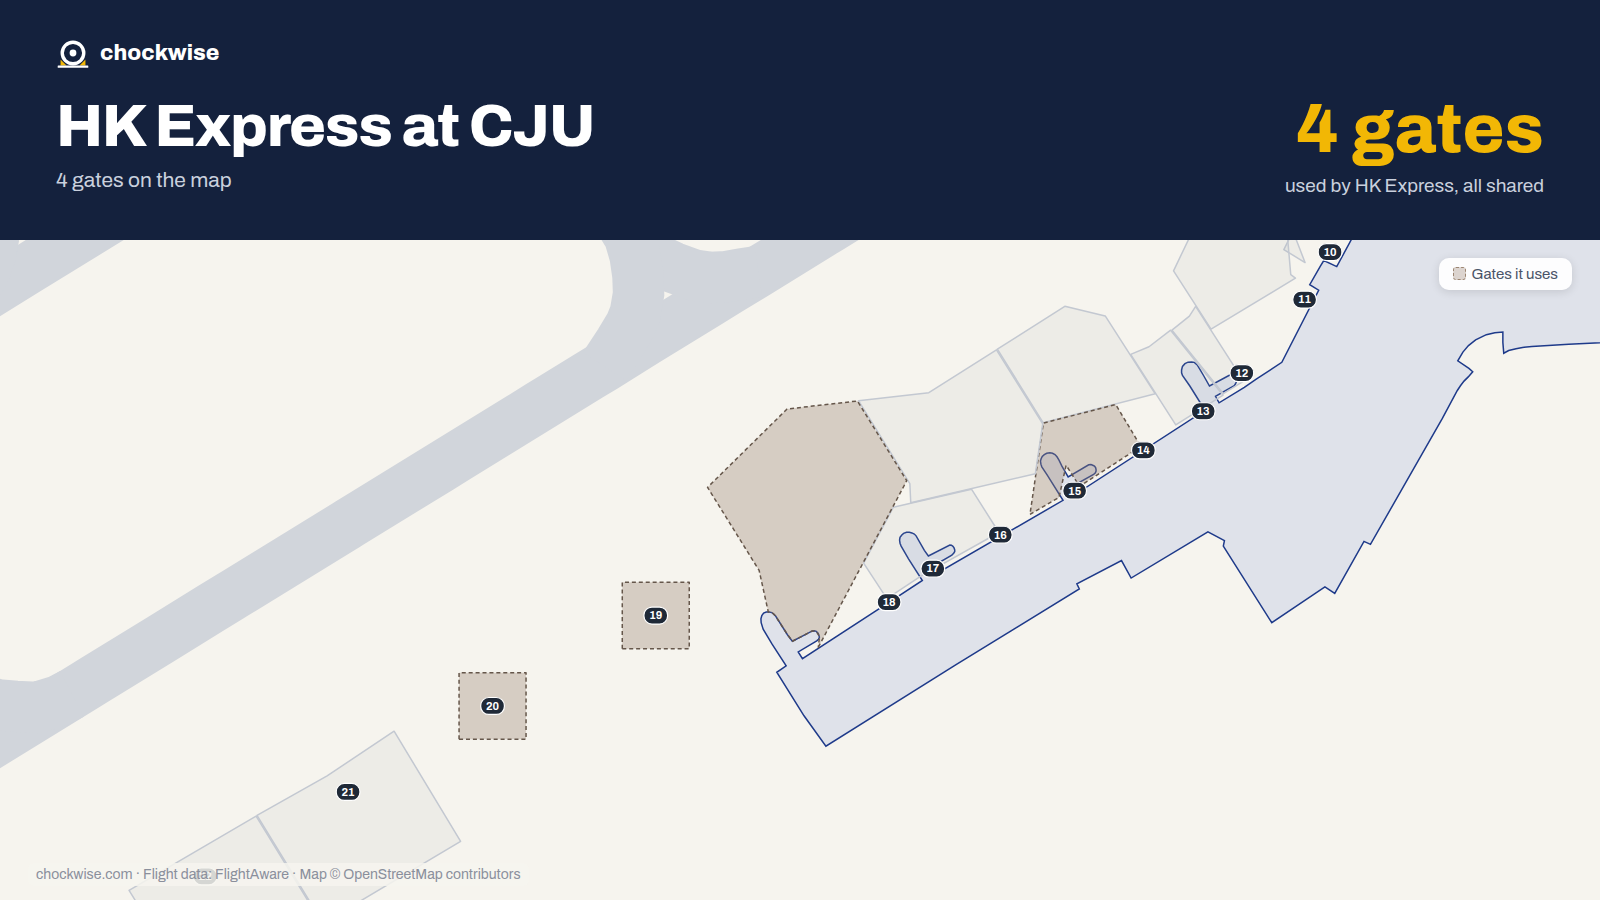 chockwise
HK Express at CJU
4 gates on the map
4 gates
used by HK Express, all shared
Gates it uses
10
11
12
13
14
15
16
17
18
19
20
21
chockwise.com · Flight data: FlightAware · Map © OpenStreetMap contributors